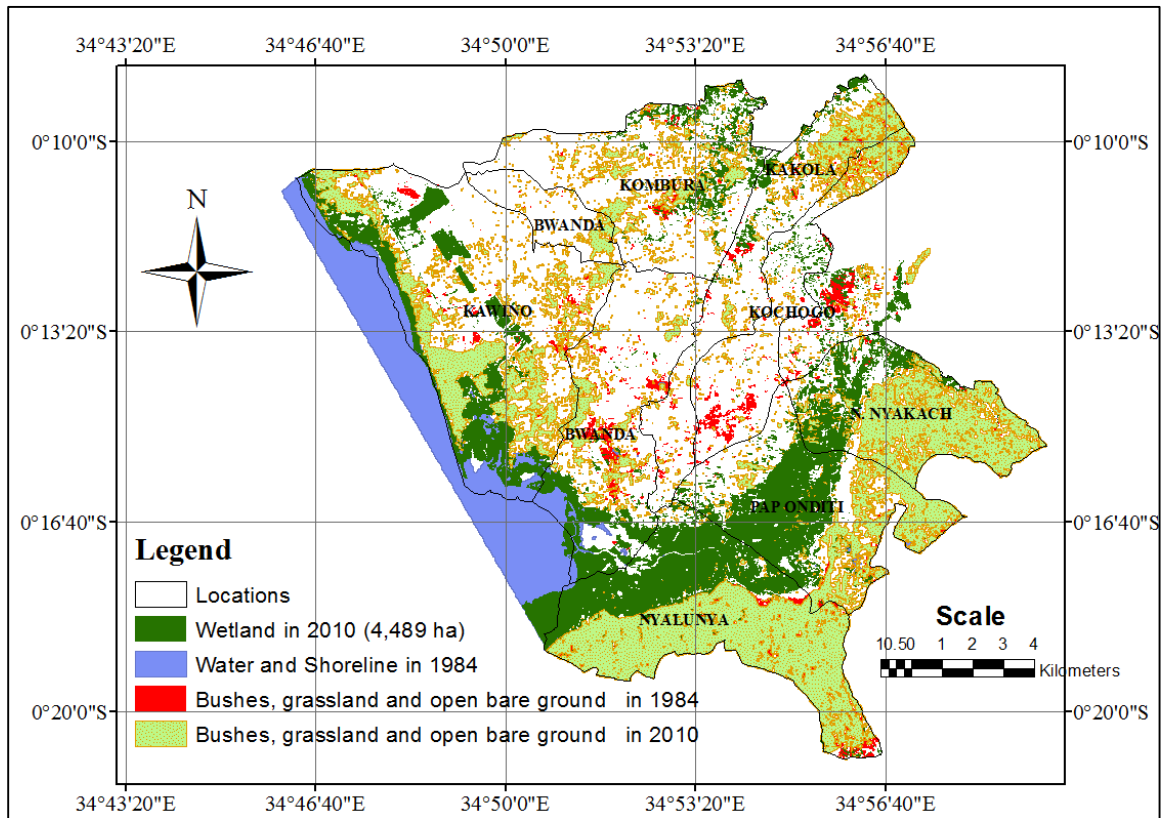 34°43'20"E 34°46'40"E 34°50'0"E 34°53'20"E 34°56'40"E
0°10'0"S 0°10'0"S
N
KAKOLA
KOMBURA
BWANDA
KAWINO
KOCHOGO
0°13'20"S 0°13'20"S
N. NYAKACH
BWANDA
PAP ONDITI
0°16'40"S 0°16'40"S
Legend
Locations
Wetland in 2010 (4,489 ha)
Water and Shoreline in 1984
Bushes, grassland and open bare ground in 1984
Bushes, grassland and open bare ground in 2010
NYALUNYA
Scale
10.50 1 2 3 4
Kilometers
0°20'0"S 0°20'0"S
34°43'20"E 34°46'40"E 34°50'0"E 34°53'20"E 34°56'40"E